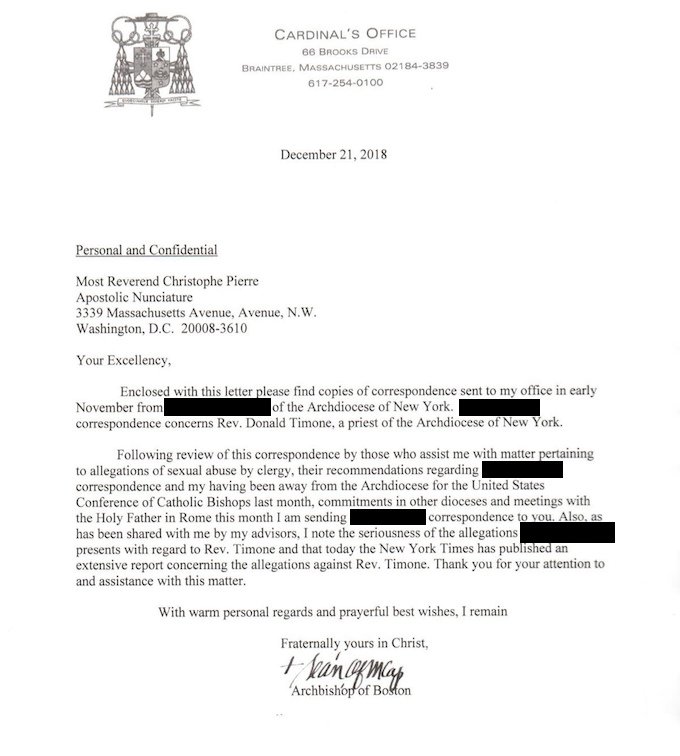 CARDINAL'S OFFICE
66 BROOKS DRIVE
BRAINTREE, MASSACHUSETTS 02184-3839
617-254-0100
December 21, 2018
Personal and Confidential
Most Reverend Christophe Pierre
Apostolic Nunciature
3339 Massachusetts Avenue, Avenue, N.W.
Washington, D.C. 20008-3610
Your Excellency,
Enclosed with this letter please find copies of correspondence sent to my office in early
November from of the Archdiocese of New York.
correspondence concerns Rev. Donald Timone, a priest of the Archdiocese of New York.
Following review of this correspondence by those who assist me with matter pertaining
to allegations of sexual abuse by clergy, their recommendations regarding
correspondence and my having been away from the Archdiocese for the United States
Conference of Catholic Bishops last month, commitments in other dioceses and meetings with
the Holy Father in Rome this month I am sending correspondence to you. Also, as
has been shared with me by my advisors, I note the seriousness of the allegations
presents with regard to Rev. Timone and that today the New York Times has published an
extensive report concerning the allegations against Rev. Timone. Thank you for your attention to
and assistance with this matter.
With warm personal regards and prayerful best wishes, I remain
Fraternally yours in Christ,
Archbishop of Boston